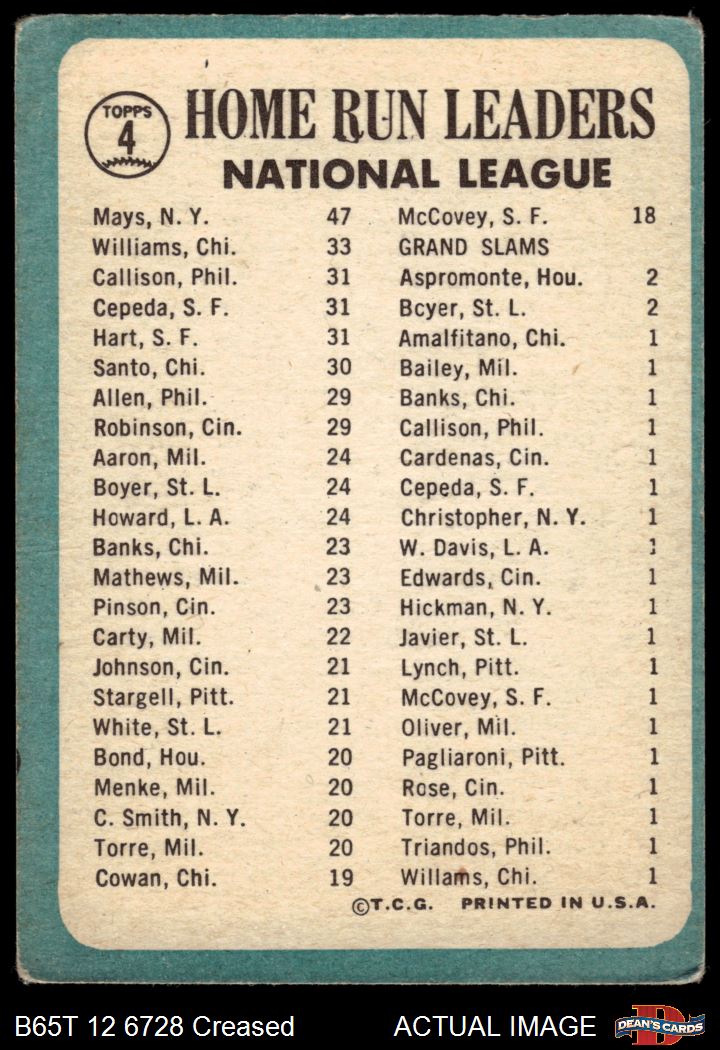 TOPPS
4
HOME RUN LEADERS
NATIONAL LEAGUE
Mays, N. Y. 47
Williams, Chi. 33
Callison, Phil. 31
Cepeda, S. F. 31
Hart, S. F. 31
Santo, Chi. 30
Allen, Phil. 29
Robinson, Cin. 29
Aaron, Mil. 24
Boyer, St. L. 24
Howard, L. A. 24
Banks, Chi. 23
Mathews, Mil. 23
Pinson, Cin. 23
Carty, Mil. 22
Johnson, Cin. 21
Stargell, Pitt. 21
White, St. L. 21
Bond, Hou. 20
Menke, Mil. 20
C. Smith, N. Y. 20
Torre, Mil. 20
Cowan, Chi. 19
McCovey, S. F. 18
GRAND SLAMS
Aspromonte, Hou. 2
Bcyer, St. L. 2
Amalfitano, Chi. 1
Bailey, Mil. 1
Banks, Chi. 1
Callison, Phil. 1
Cardenas, Cin. 1
Cepeda, S. F. 1
Christopher, N. Y. 1
W. Davis, L. A. 1
Edwards, Cin. 1
Hickman, N. Y. 1
Javier, St. L. 1
Lynch, Pitt. 1
McCovey, S. F. 1
Oliver, Mil. 1
Pagliaroni, Pitt. 1
Rose, Cin. 1
Torre, Mil. 1
Triandos, Phil. 1
Willams, Chi. 1
©T.C.G. PRINTED IN U.S.A.
B65T 12 6728 Creased ACTUAL IMAGE
DEAN'S CARDS